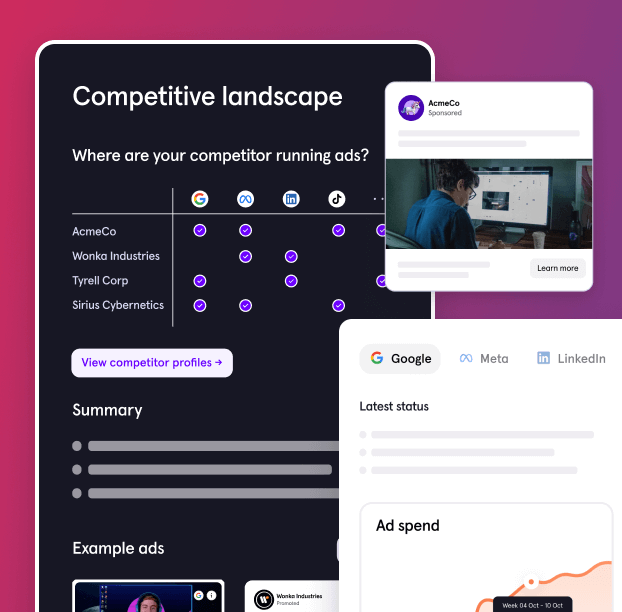 Competitive landscape
Where are your competitor running ads?
AcmeCo
Wonka Industries
Tyrell Corp
Sirius Cybernetics
View competitor profiles →
Summary
Example ads
Wonka Industries
Promoted
AcmeCo
Sponsored
Learn more
Google
Meta
LinkedIn
Latest status
Ad spend
Week 04 Oct - 10 Oct